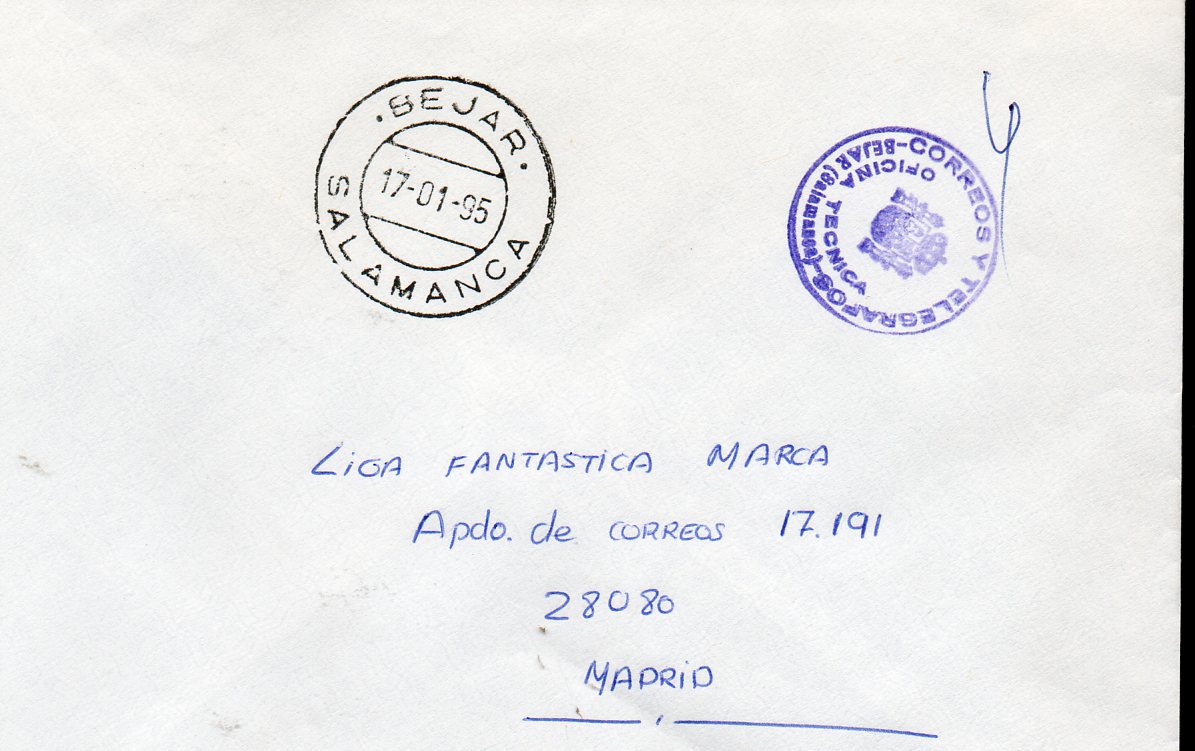 ·BEJAR·
17-01-95
SALAMANCA
CORREOS Y TELEGRAFOS-
OFICINA TECNICA
-BEJAR (Salamanca)
LiGA FANTASTiCA MARCA
Apdo. de CORREOS 17.191
28080
MADRiD